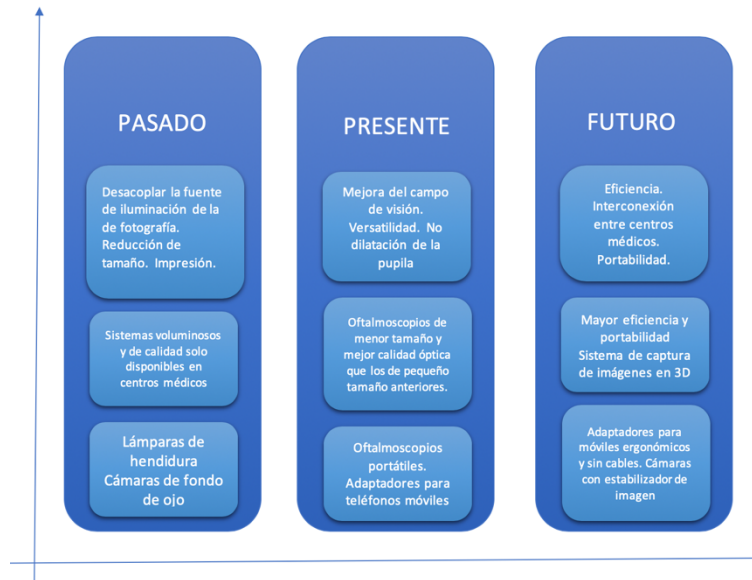 PASADO
Desacoplar la fuente
de iluminación de la
de fotografía.
Reducción de
tamaño. Impresión.
Sistemas voluminosos
y de calidad solo
disponibles en
centros médicos
Lámparas de
hendidura
Cámaras de fondo
de ojo
PRESENTE
Mejora del campo
de visión.
Versatilidad. No
dilatación de la
pupila
Oftalmoscopios de
menor tamaño y
mejor calidad óptica
que los de pequeño
tamaño anteriores.
Oftalmoscopios
portátiles.
Adaptadores para
teléfonos móviles
FUTURO
Eficiencia.
Interconexión
entre centros
médicos.
Portabilidad.
Mayor eficiencia y
portabilidad
Sistema de captura
de imágenes en 3D
Adaptadores para
móviles ergonómicos
y sin cables. Cámaras
con estabilizador de
imagen